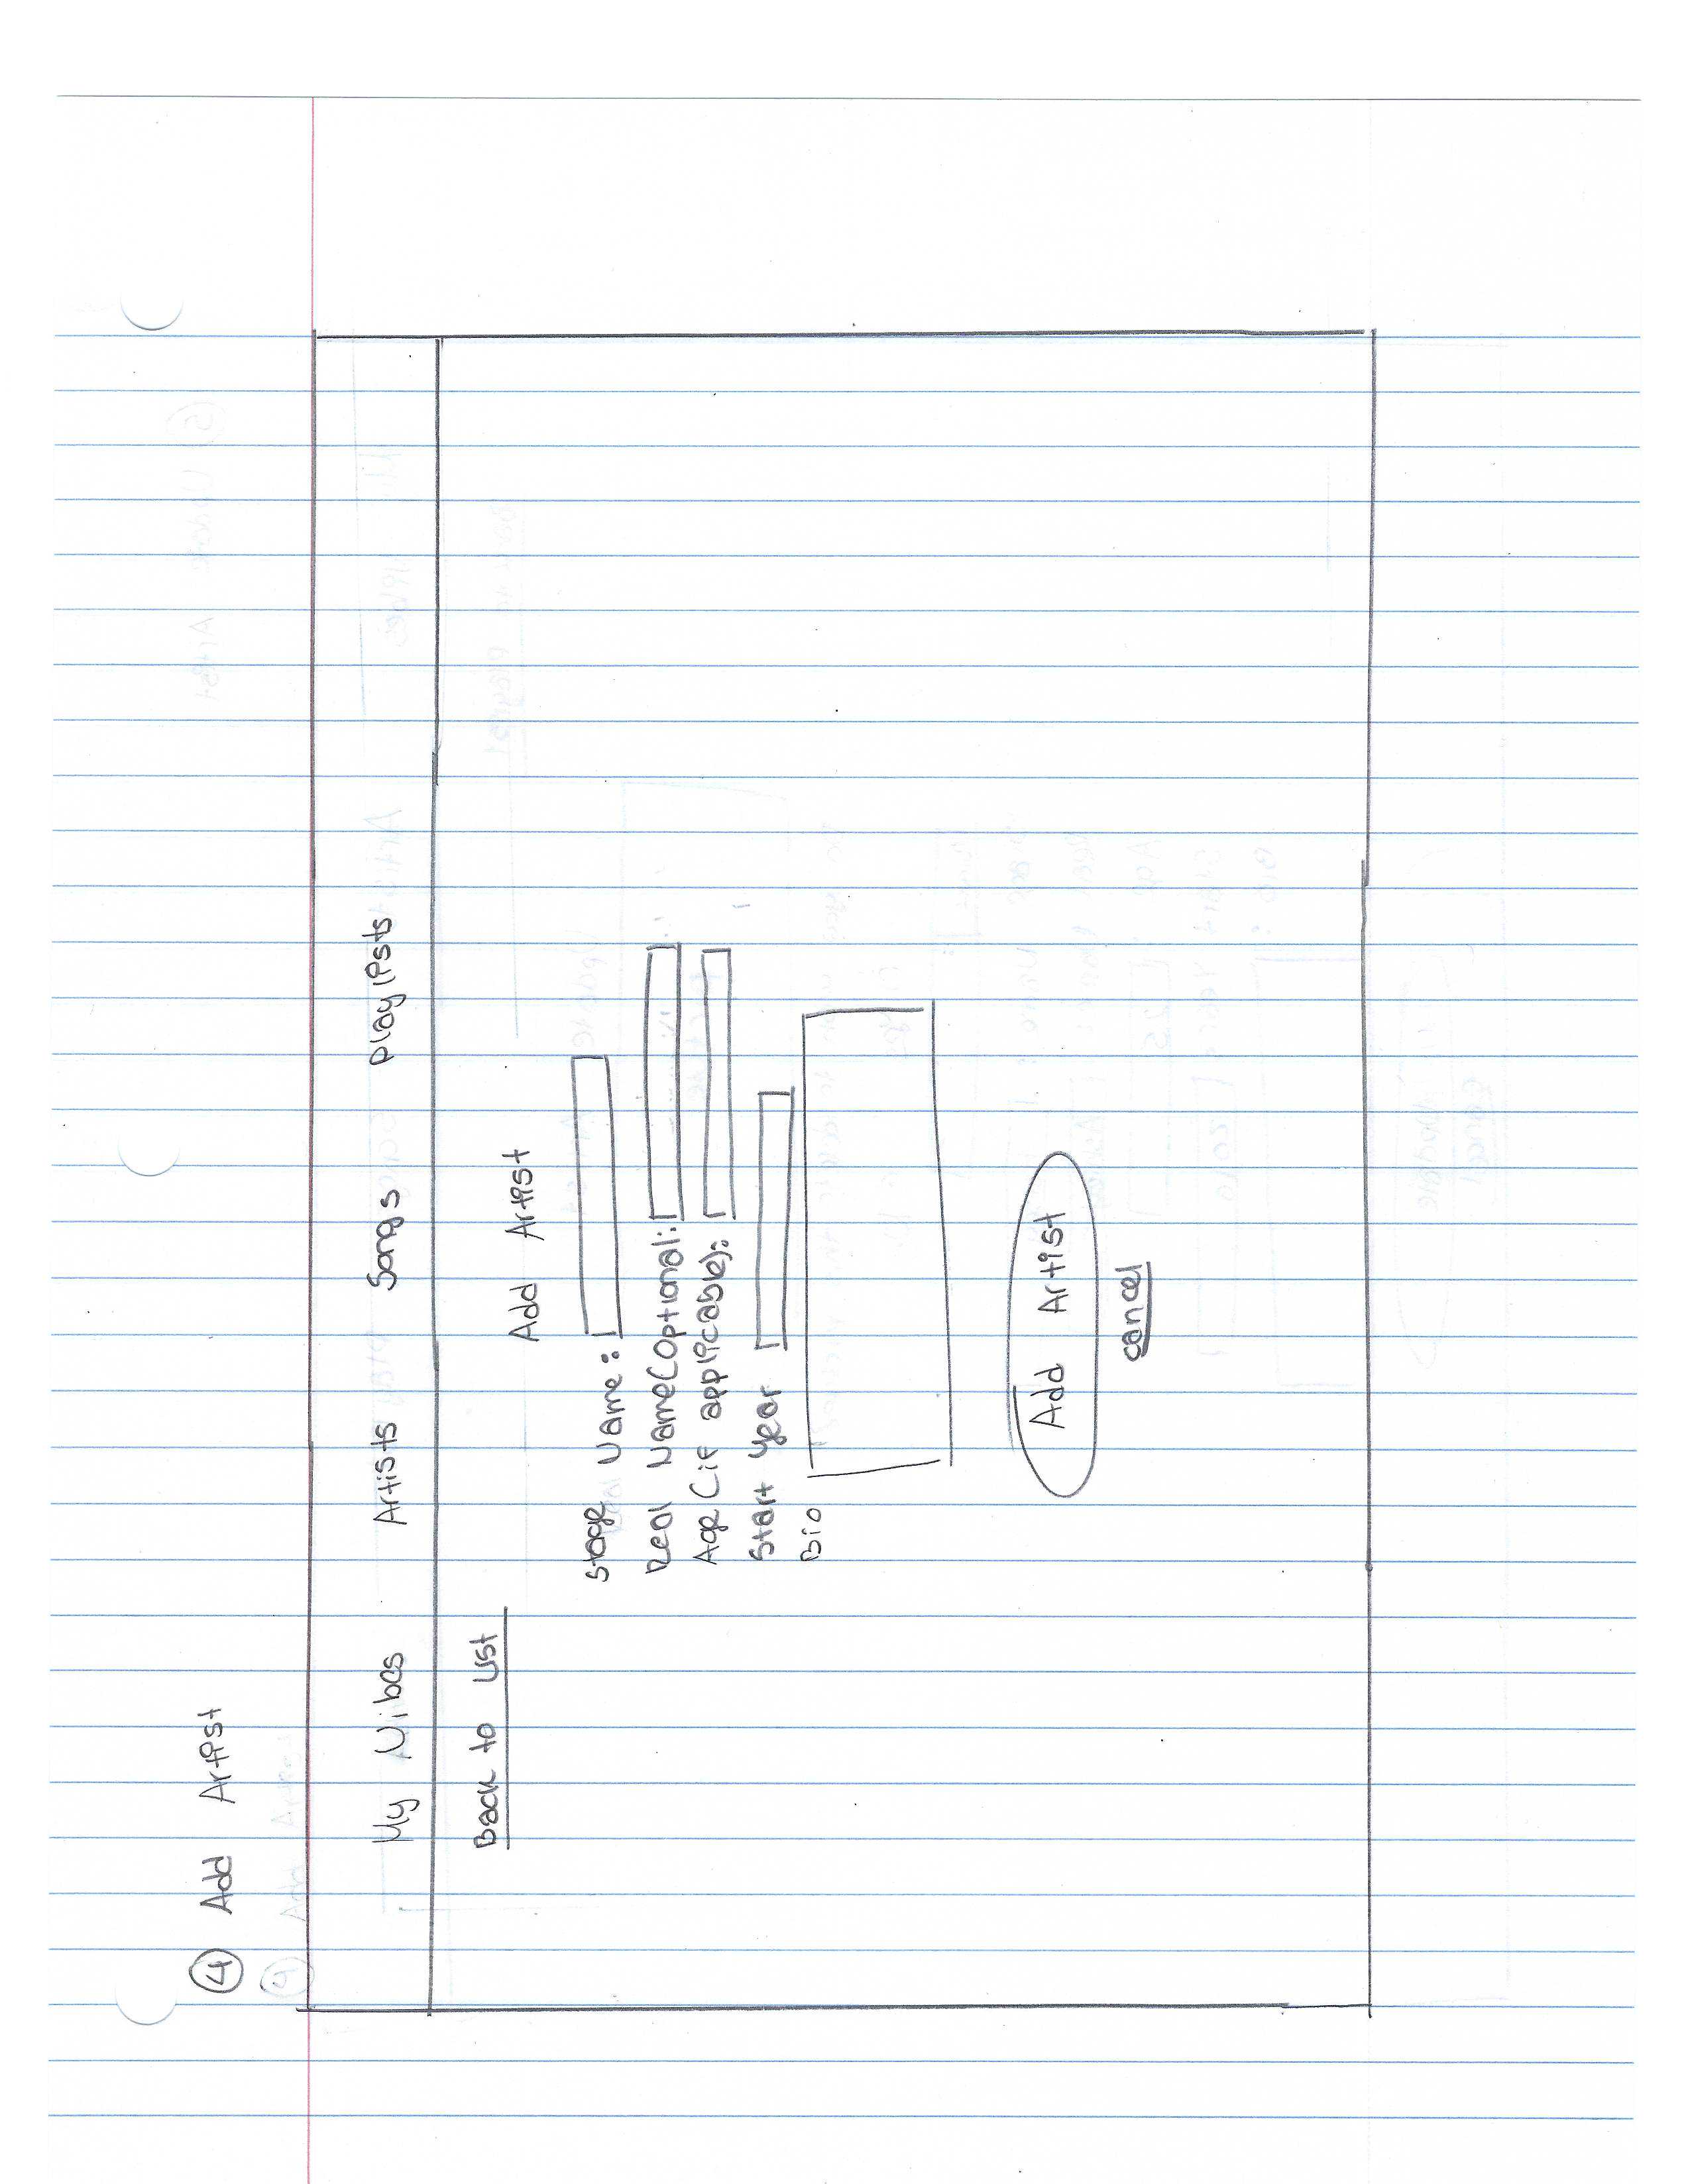 ④ Add Artist
My Vibes Artists Songs Playlists
Back to List
Add Artist
Stage Name:
Real Name(Optional:
Age (if applicable):
Start Year
Bio
Add Artist
cancel